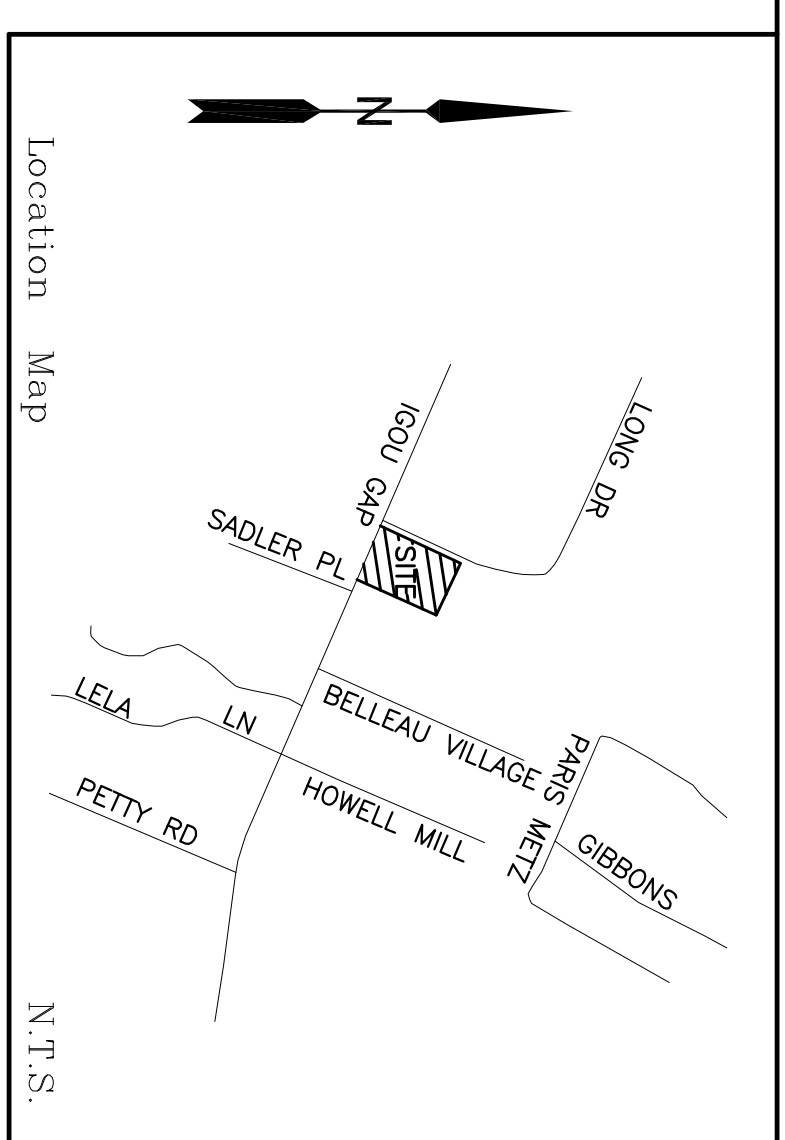 LONG DR
GIBBONS
PARIS METZ
BELLEAU VILLAGE
HOWELL MILL
SITE
IGOU GAP
N
SADLER PL
LELA LN
PETTY RD
Location Map
N.T.S.